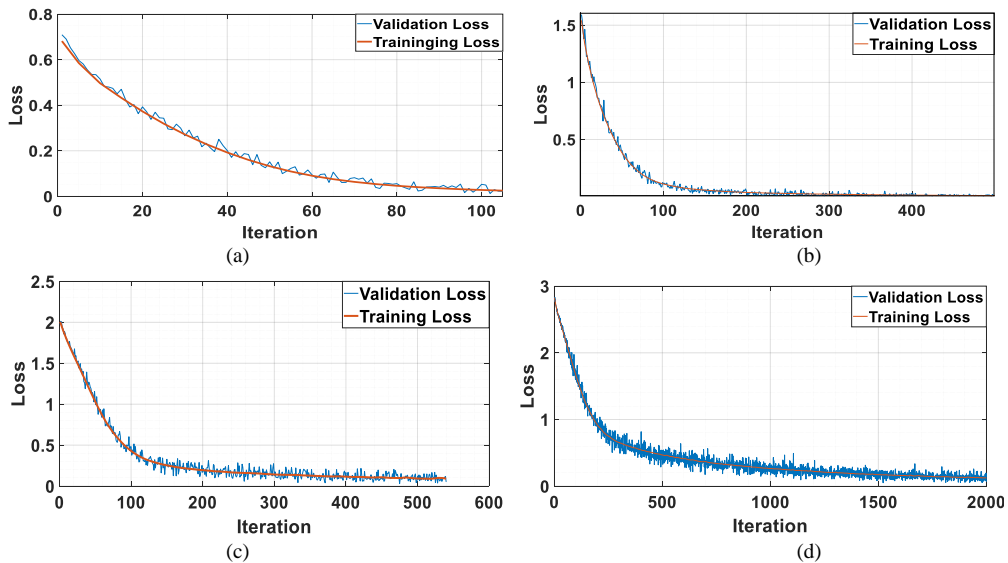 0.8
0.6
0.4
0.2
0
Loss
Validation Loss
Traininging Loss
0 20 40 60 80 100
Iteration
(a)
1.5
1
0.5
Loss
Validation Loss
Training Loss
0 100 200 300 400
Iteration
(b)
2.5
2
1.5
1
0.5
0
Loss
Validation Loss
Training Loss
0 100 200 300 400 500 600
Iteration
(c)
3
2
1
0
Loss
Validation Loss
Training Loss
0 500 1000 1500 2000
Iteration
(d)